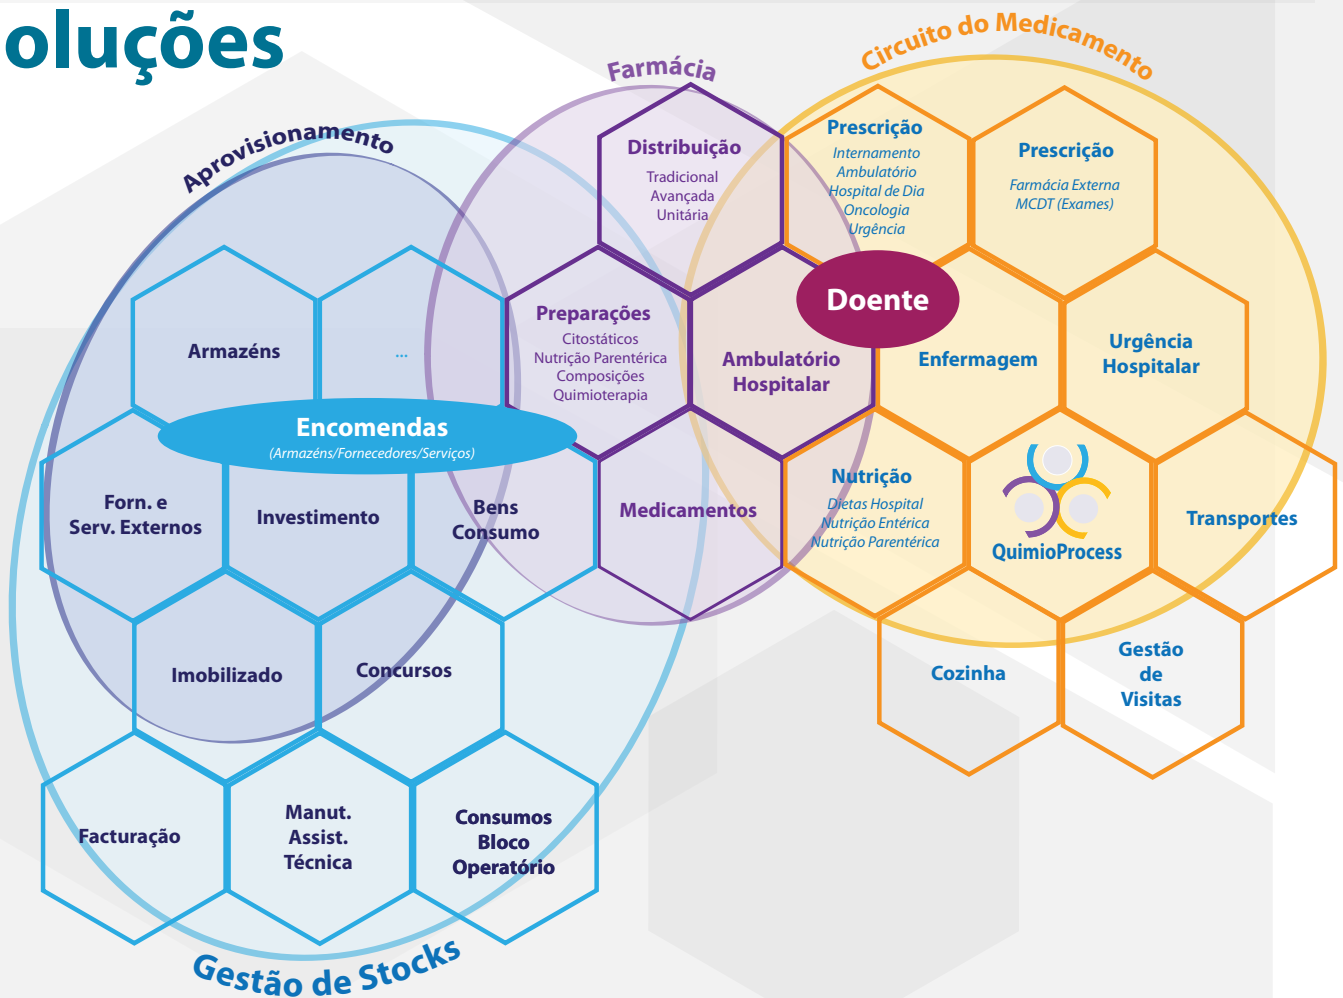 oluções
Aprovisionamento
Farmácia
Circuito do Medicamento
Distribuição
Tradicional
Avançada
Unitária
Prescrição
Internamento
Ambulatório
Hospital de Dia
Oncologia
Urgência
Prescrição
Farmácia Externa
MCDT (Exames)
Armazéns
...
Preparações
Citostáticos
Nutrição Parentérica
Composições
Quimioterapia
Ambulatório
Hospitalar
Doente
Enfermagem
Urgência
Hospitalar
Encomendas
(Armazéns/Fornecedores/Serviços)
Forn. e
Serv. Externos
Investimento
Bens
Consumo
Medicamentos
Nutrição
Dietas Hospital
Nutrição Entérica
Nutrição Parentérica
QuimioProcess
Transportes
Imobilizado
Concursos
Cozinha
Gestão
de
Visitas
Facturação
Manut.
Assist.
Técnica
Consumos
Bloco
Operatório
Gestão de Stocks